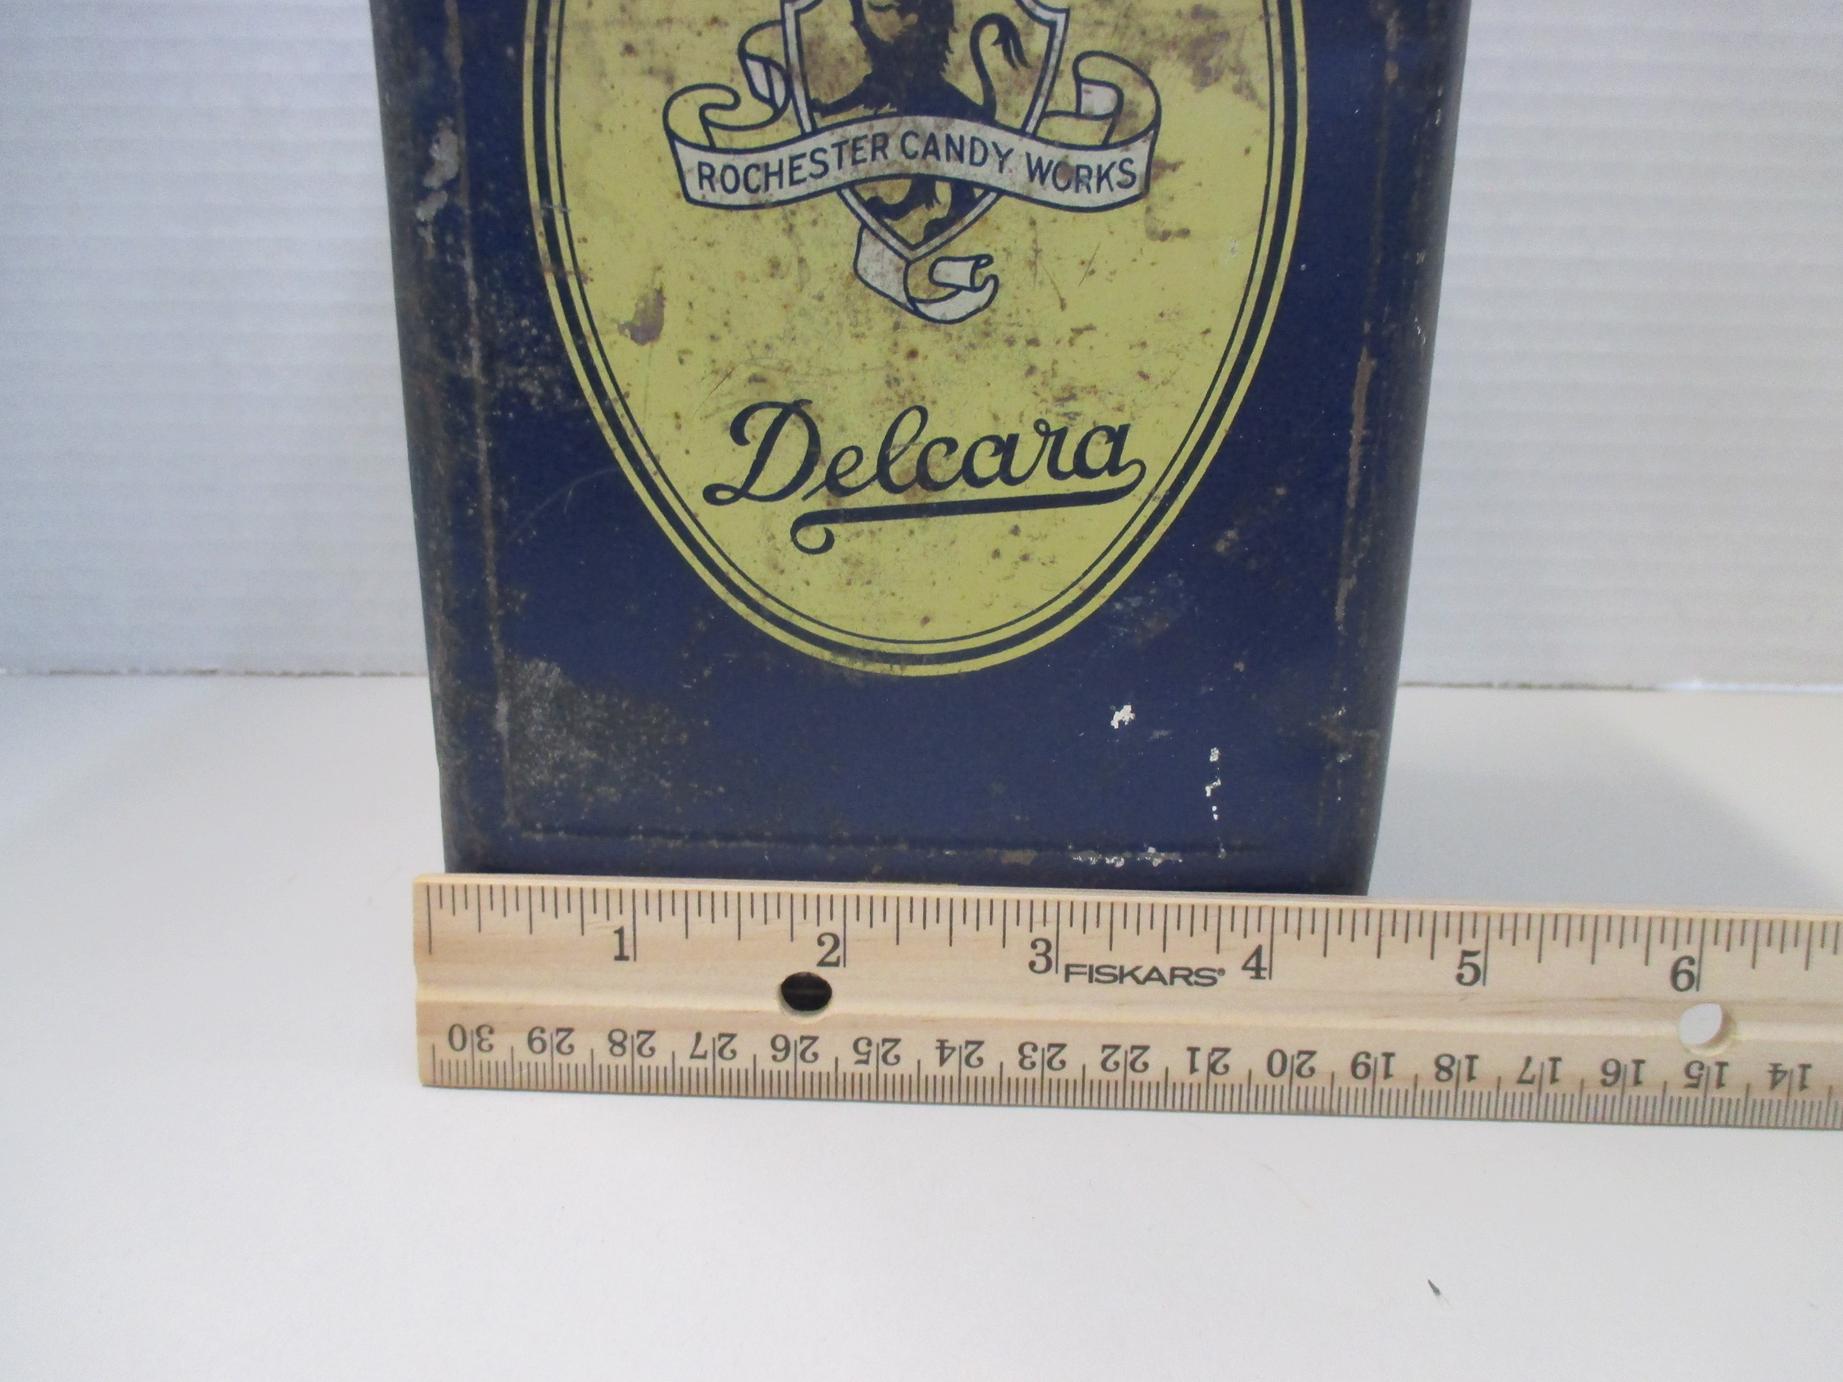 ROCHESTER CANDY WORKS
Delcara
1 2 3 FISKARS® 4 5 6
30 29 28 27 26 25 24 23 22 21 20 19 18 17 16 15 14